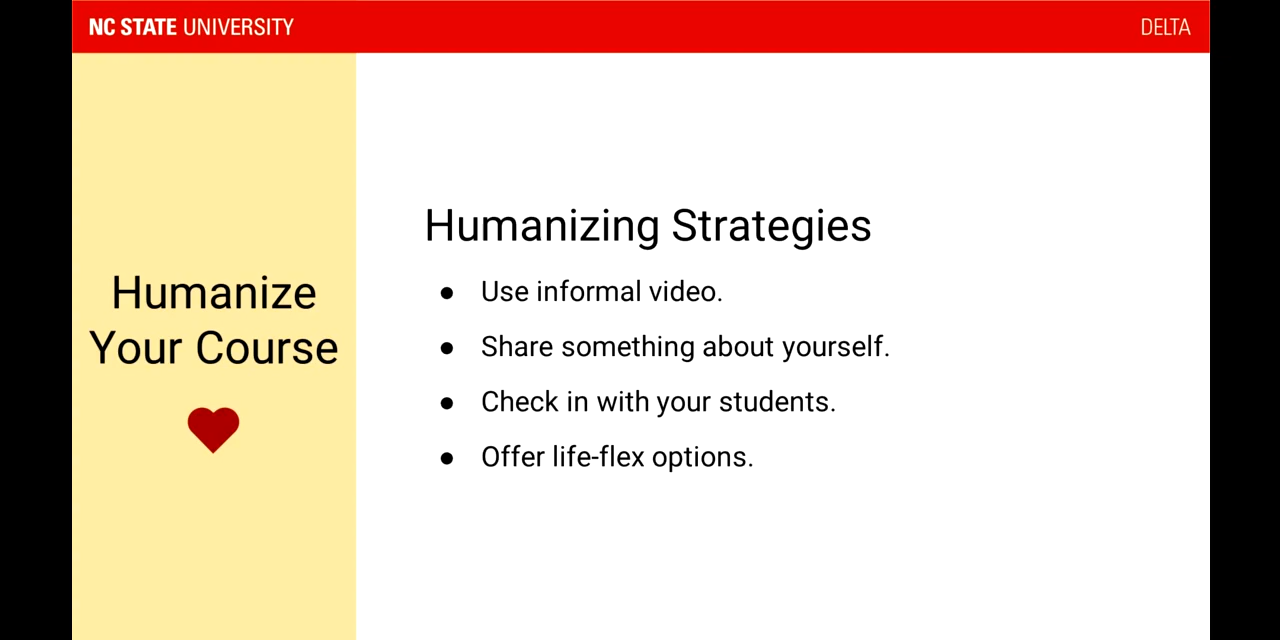 NC STATE UNIVERSITY
DELTA
Humanize
Your Course
Humanizing Strategies
● Use informal video.
● Share something about yourself.
● Check in with your students.
● Offer life-flex options.